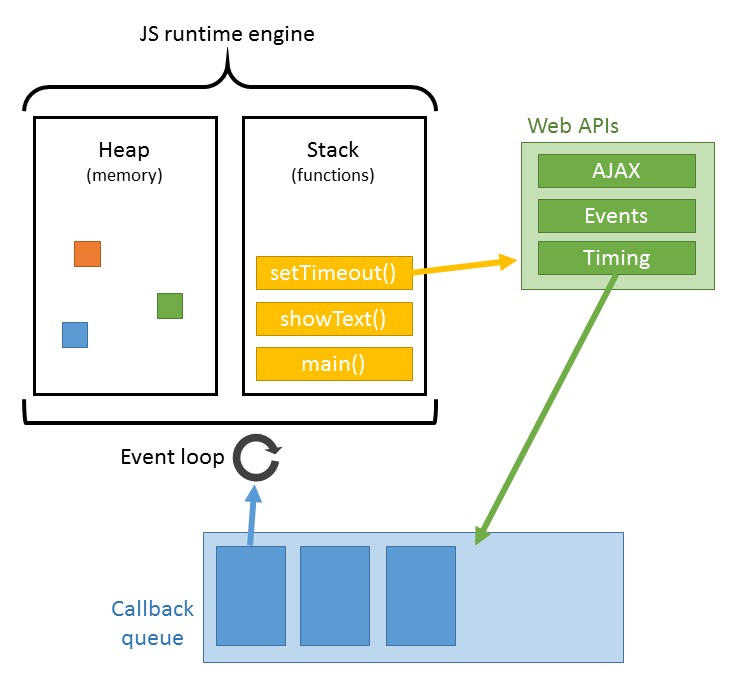 JS runtime engine
Heap
(memory)
Stack
(functions)
setTimeout()
showText()
main()
Web APIs
AJAX
Events
Timing
Event loop
Callback
queue